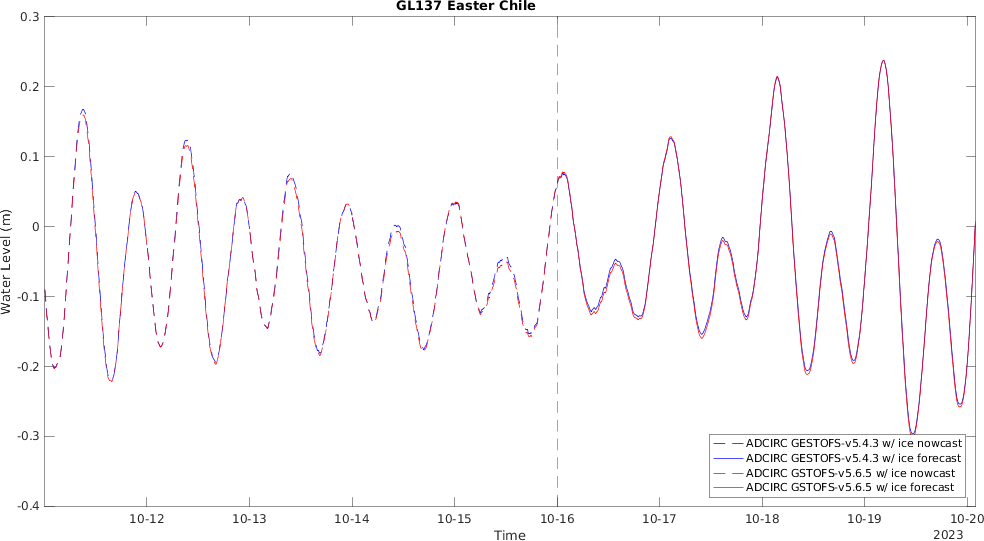 GL137 Easter Chile
0.3
0.2
0.1
0
-0.1
-0.2
-0.3
-0.4
Water Level (m)
ADCIRC GESTOFS-v5.4.3 w/ ice nowcast
ADCIRC GESTOFS-v5.4.3 w/ ice forecast
ADCIRC GSTOFS-v5.6.5 w/ ice nowcast
ADCIRC GSTOFS-v5.6.5 w/ ice forecast
10-12 10-13 10-14 10-15 10-16 10-17 10-18 10-19 10-20
Time
2023